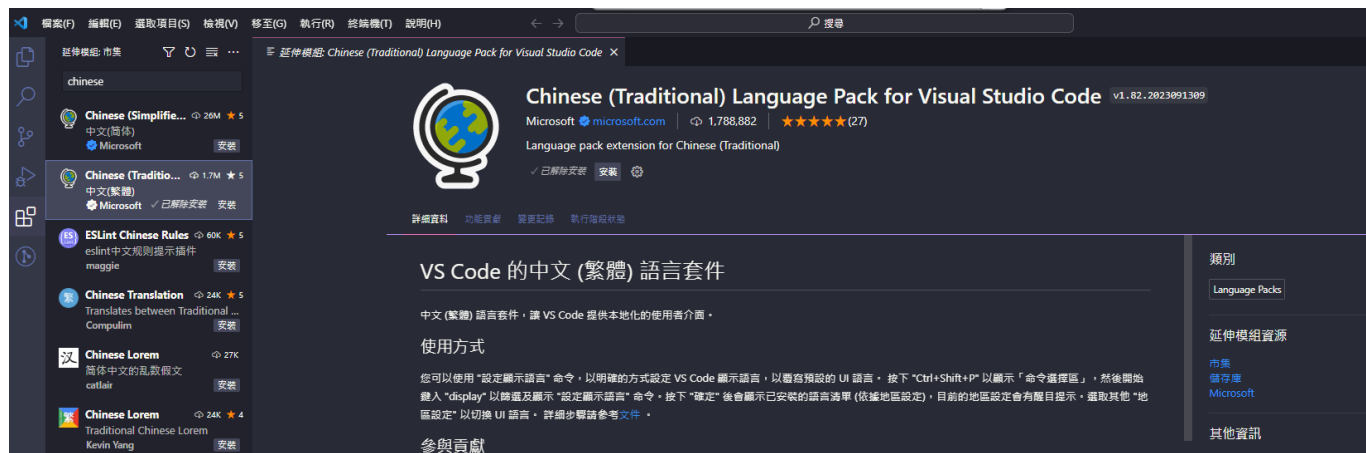 檔案(F) 編輯(E) 選取項目(S) 檢視(V) 移至(G) 執行(R) 終端機(T) 說明(H) 搜尋
延伸模組: 市集
延伸模組: Chinese (Traditional) Language Pack for Visual Studio Code
chinese
Chinese (Simplifie... 26M ★ 5
中文(简体)
Microsoft 安裝
Chinese (Traditio... 1.7M ★ 5
中文(繁體)
Microsoft ✓ 已解除安裝 安裝
ESLint Chinese Rules 60K ★ 5
eslint中文规则提示插件
maggie 安裝
Chinese Translation 24K ★ 5
Translates between Traditional ...
Compulim 安裝
Chinese Lorem 27K
简体中文的乱数假文
catlair 安裝
Chinese Lorem 24K ★ 4
Traditional Chinese Lorem
Kevin Yang 安裝
ES
繁
汉
繁
Chinese (Traditional) Language Pack for Visual Studio Code v1.82.2023091309
Microsoft microsoft.com 1,788,882 ★★★★★(27)
Language pack extension for Chinese (Traditional)
✓ 已解除安裝 安裝
詳細資料 功能貢獻 變更記錄 執行階段狀態
VS Code 的中文 (繁體) 語言套件
中文 (繁體) 語言套件，讓 VS Code 提供本地化的使用者介面。
使用方式
您可以使用 "設定顯示語言" 命令，以明確的方式設定 VS Code 顯示語言，以覆寫預設的 UI 語言。 按下 "Ctrl+Shift+P" 以顯示「命令選擇區」，然後開始
鍵入 "display" 以篩選及顯示 "設定顯示語言" 命令。按下 "確定" 後會顯示已安裝的語言清單 (依據地區設定)，目前的地區設定會有醒目提示。選取其他 "地
區設定" 以切換 UI 語言。 詳細步驟請參考文件 。
參與貢獻
類別
Language Packs
延伸模組資源
市集
儲存庫
Microsoft
其他資訊